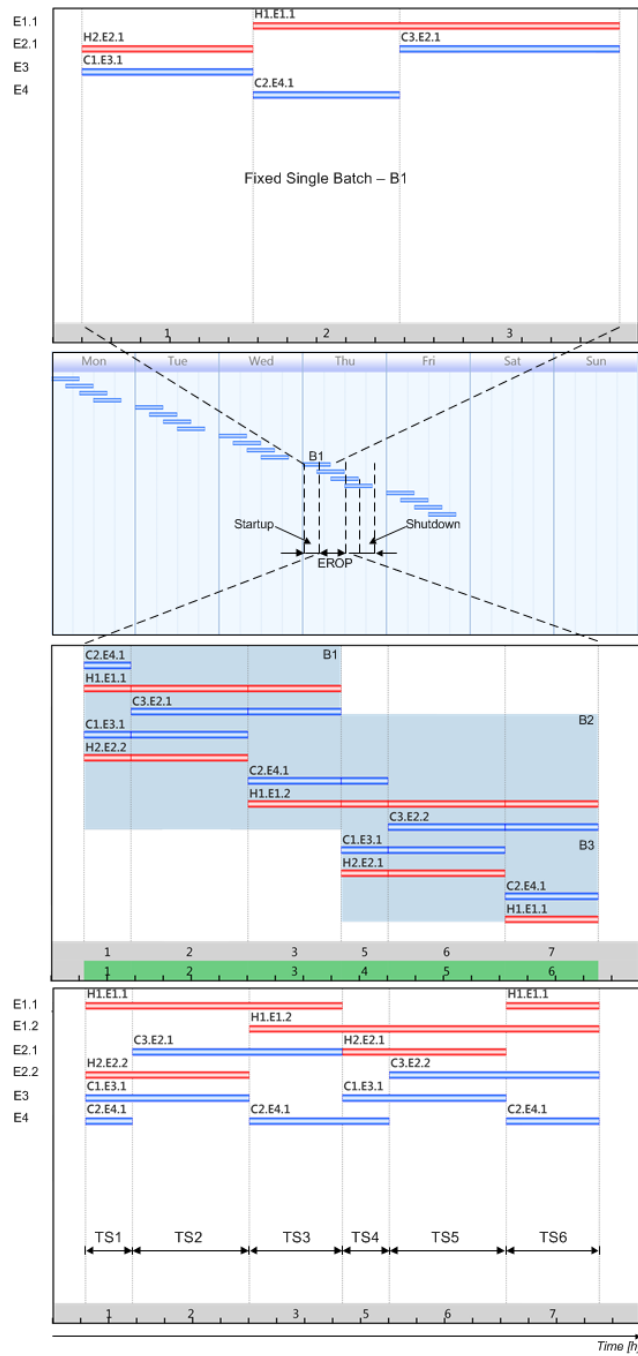 E1.1 H1.E1.1
E2.1 H2.E2.1 C3.E2.1
E3 C1.E3.1
E4 C2.E4.1
Fixed Single Batch – B1
1 2 3
Mon Tue Wed Thu Fri Sat Sun
B1
Startup Shutdown
EROP
C2.E4.1 B1
H1.E1.1
C3.E2.1
C1.E3.1 B2
H2.E2.2
C2.E4.1
H1.E1.2
C3.E2.2
C1.E3.1 B3
H2.E2.1
C2.E4.1
H1.E1.1
1 2 3 5 6 7
1 2 3 4 5 6
E1.1 H1.E1.1 H1.E1.1
E1.2 H1.E1.2
E2.1 C3.E2.1 H2.E2.1
E2.2 H2.E2.2 C3.E2.2
E3 C1.E3.1 C1.E3.1
E4 C2.E4.1 C2.E4.1 C2.E4.1
TS1 TS2 TS3 TS4 TS5 TS6
1 2 3 5 6 7